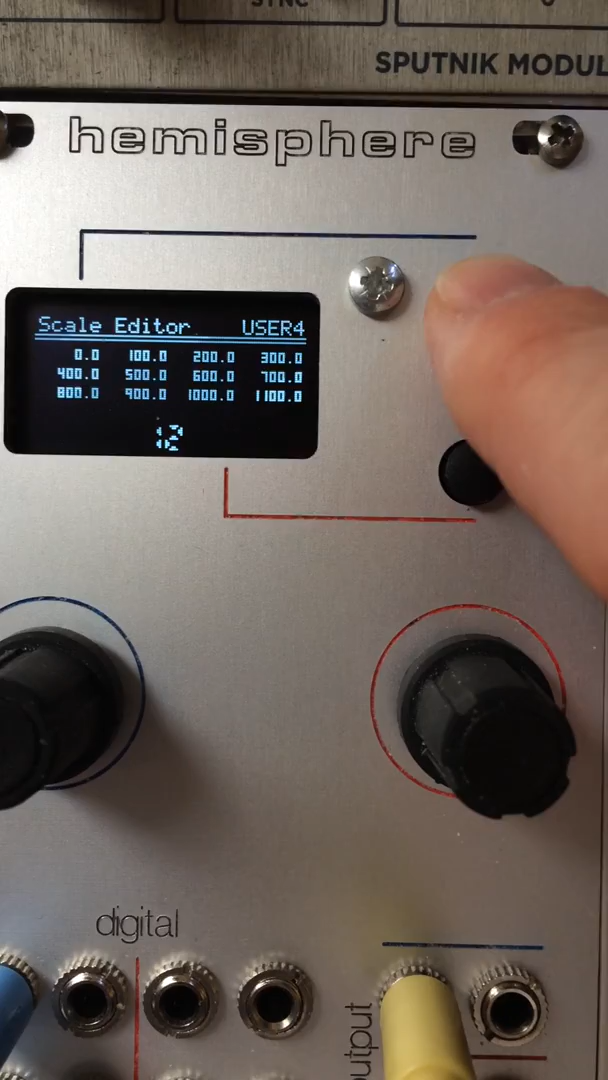 SYNC
SPUTNIK MODUL
hemisphere
Scale Editor USER4
0.0 100.0 200.0 300.0
400.0 500.0 600.0 700.0
800.0 900.0 1000.0 1100.0
12
digital
output